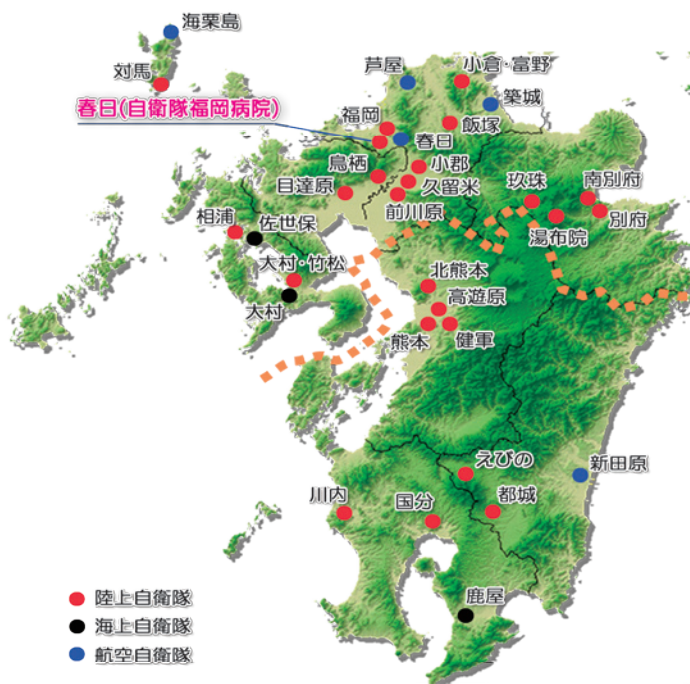 海栗島
対馬
芦屋
小倉・富野
築城
春日(自衛隊福岡病院)
福岡
飯塚
春日
鳥栖
小郡
目達原
久留米
前川原
玖珠
南別府
湯布院
別府
相浦
佐世保
大村・竹松
大村
北熊本
高遊原
熊本
健軍
えびの
新田原
川内
国分
都城
鹿屋
陸上自衛隊
海上自衛隊
航空自衛隊